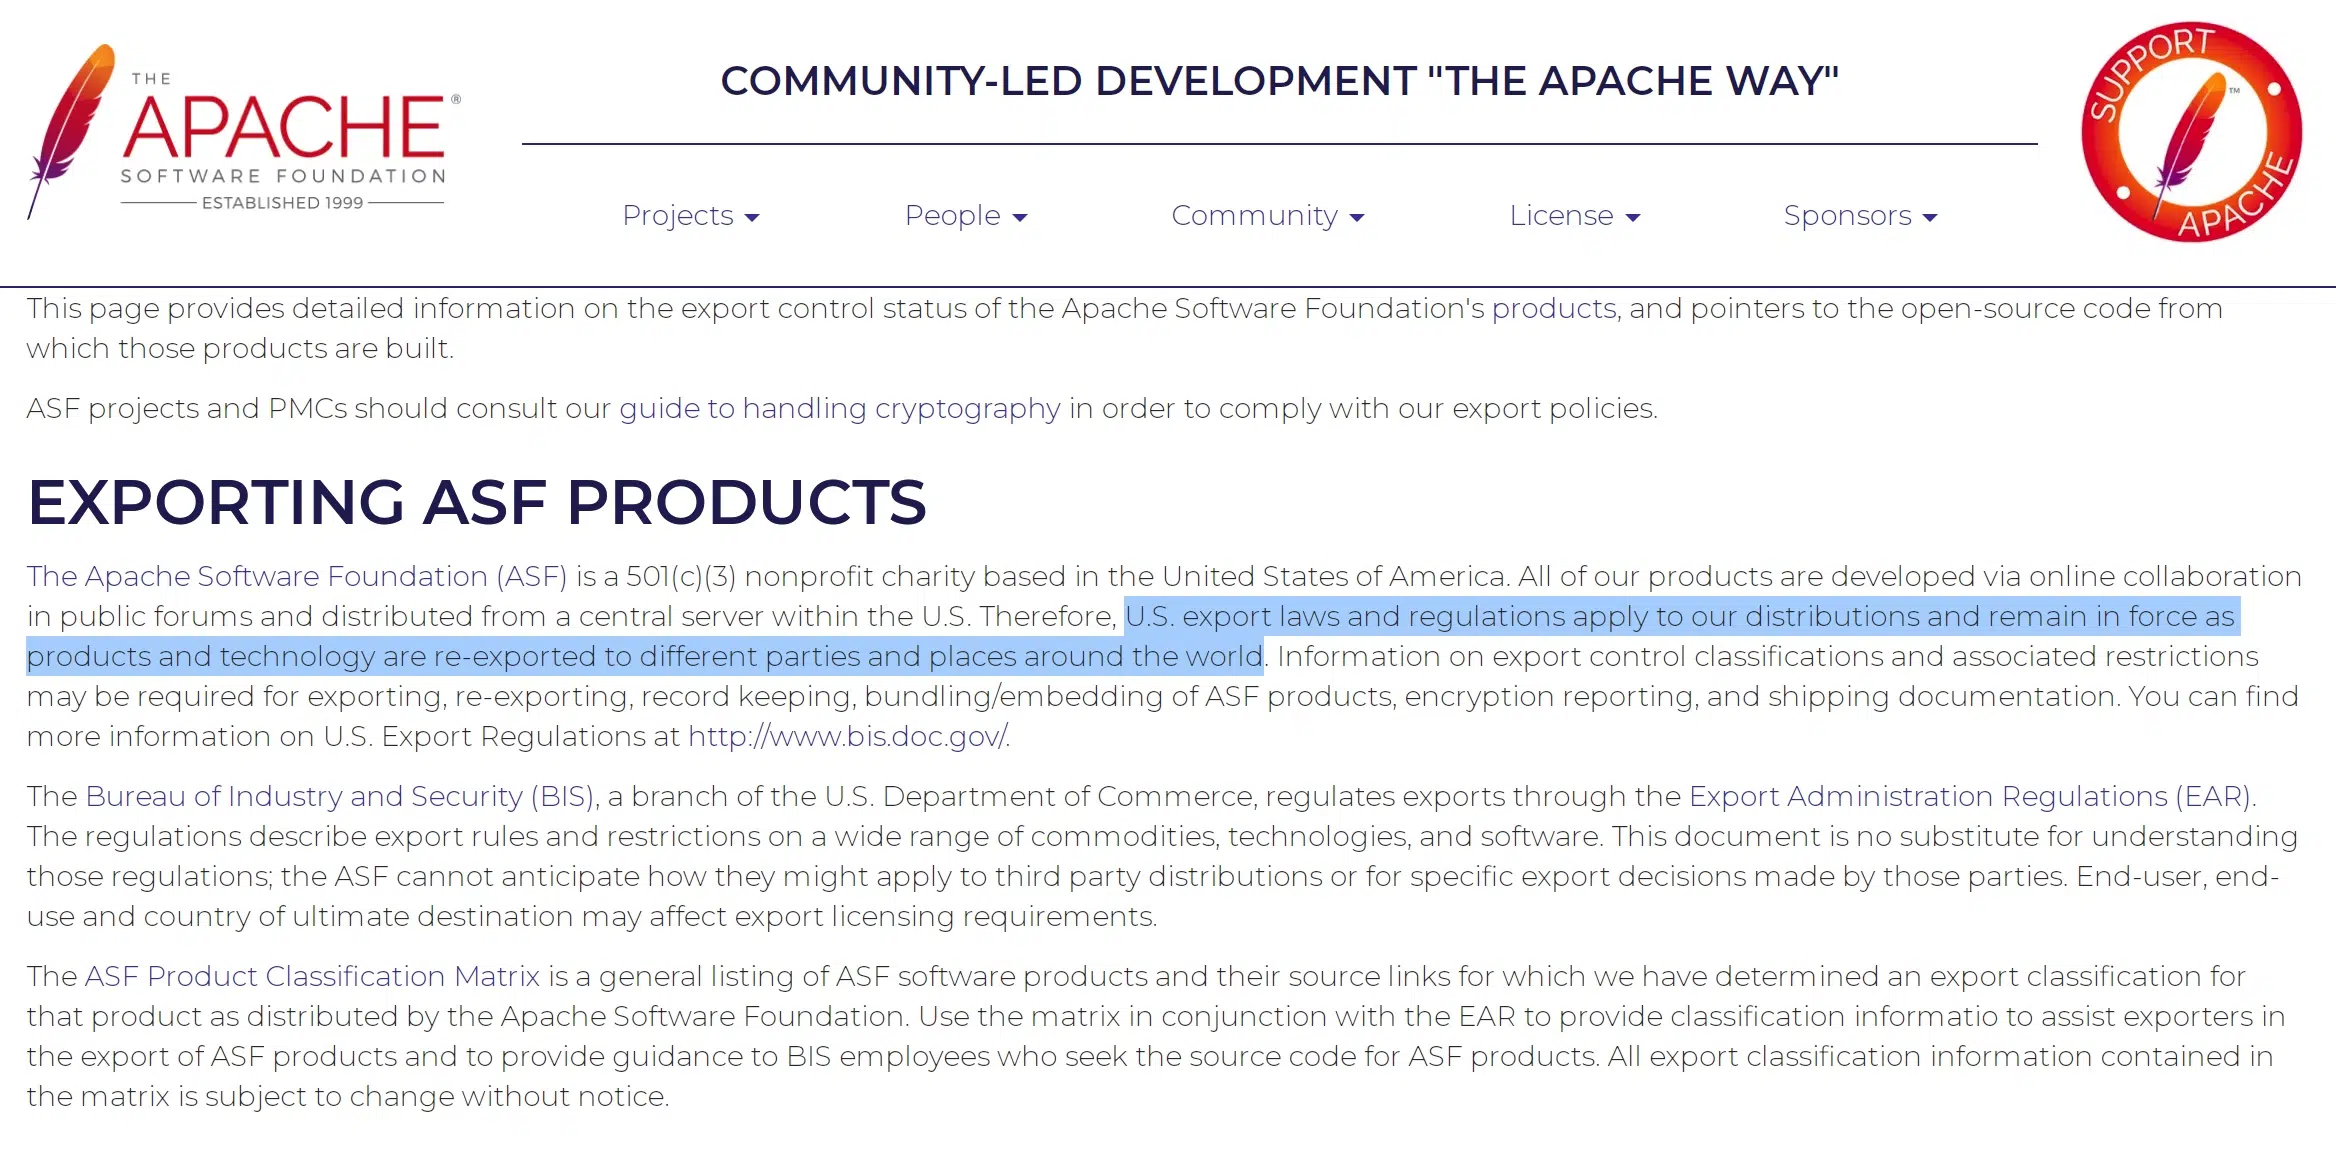 THE
APACHE®
SOFTWARE FOUNDATION
ESTABLISHED 1999
COMMUNITY-LED DEVELOPMENT "THE APACHE WAY"
SUPPORT
APACHE
™
Projects
People
Community
License
Sponsors
This page provides detailed information on the export control status of the Apache Software Foundation's products, and pointers to the open-source code from
which those products are built.
ASF projects and PMCs should consult our guide to handling cryptography in order to comply with our export policies.
EXPORTING ASF PRODUCTS
The Apache Software Foundation (ASF) is a 501(c)(3) nonprofit charity based in the United States of America. All of our products are developed via online collaboration
in public forums and distributed from a central server within the U.S. Therefore, U.S. export laws and regulations apply to our distributions and remain in force as
products and technology are re-exported to different parties and places around the world. Information on export control classifications and associated restrictions
may be required for exporting, re-exporting, record keeping, bundling/embedding of ASF products, encryption reporting, and shipping documentation. You can find
more information on U.S. Export Regulations at http://www.bis.doc.gov/.
The Bureau of Industry and Security (BIS), a branch of the U.S. Department of Commerce, regulates exports through the Export Administration Regulations (EAR).
The regulations describe export rules and restrictions on a wide range of commodities, technologies, and software. This document is no substitute for understanding
those regulations; the ASF cannot anticipate how they might apply to third party distributions or for specific export decisions made by those parties. End-user, end-
use and country of ultimate destination may affect export licensing requirements.
The ASF Product Classification Matrix is a general listing of ASF software products and their source links for which we have determined an export classification for
that product as distributed by the Apache Software Foundation. Use the matrix in conjunction with the EAR to provide classification informatio to assist exporters in
the export of ASF products and to provide guidance to BIS employees who seek the source code for ASF products. All export classification information contained in
the matrix is subject to change without notice.